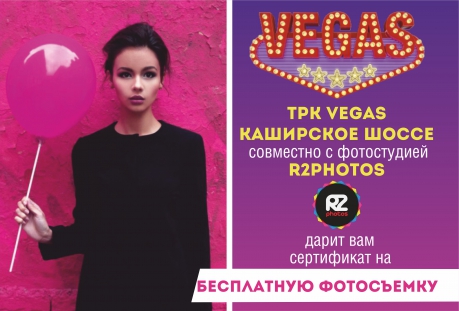 VEGAS
ТРК VEGAS
КАШИРСКОЕ ШОССЕ
совместно с фотостудией
R2PHOTOS
R2
photos
дарит вам
сертификат на
БЕСПЛАТНУЮ ФОТОСЪЕМКУ